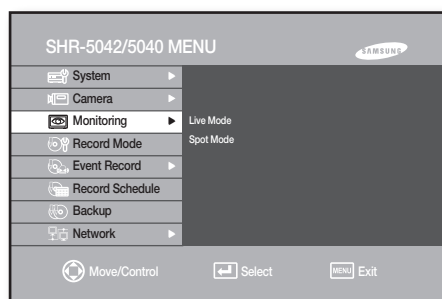 SHR-5042/5040 MENU
SAMSUNG
System
Camera
Monitoring
Live Mode
Record Mode
Spot Mode
Event Record
Record Schedule
Backup
Network
Move/Control
Select
MENU Exit